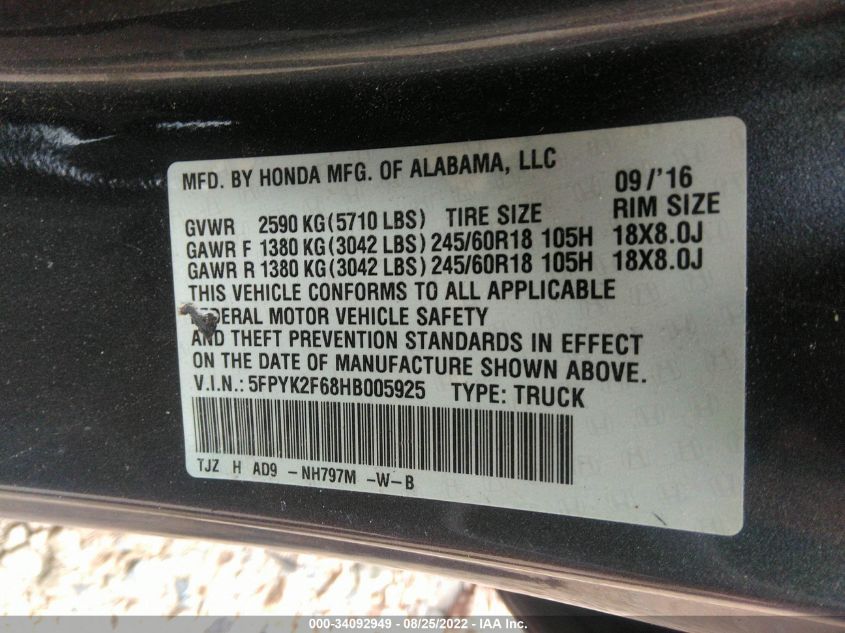 MFD. BY HONDA MFG. OF ALABAMA, LLC 09/'16
GVWR 2590 KG (5710 LBS) TIRE SIZE RIM SIZE
GAWR F 1380 KG (3042 LBS) 245/60R18 105H 18X8.0J
GAWR R 1380 KG (3042 LBS) 245/60R18 105H 18X8.0J
THIS VEHICLE CONFORMS TO ALL APPLICABLE
FEDERAL MOTOR VEHICLE SAFETY
AND THEFT PREVENTION STANDARDS IN EFFECT
ON THE DATE OF MANUFACTURE SHOWN ABOVE.
V.I.N.: 5FPYK2F68HB005925 TYPE: TRUCK
TJZ H AD9 - NH797M -W-B
000-34092949 - 08/25/2022 - IAA Inc.